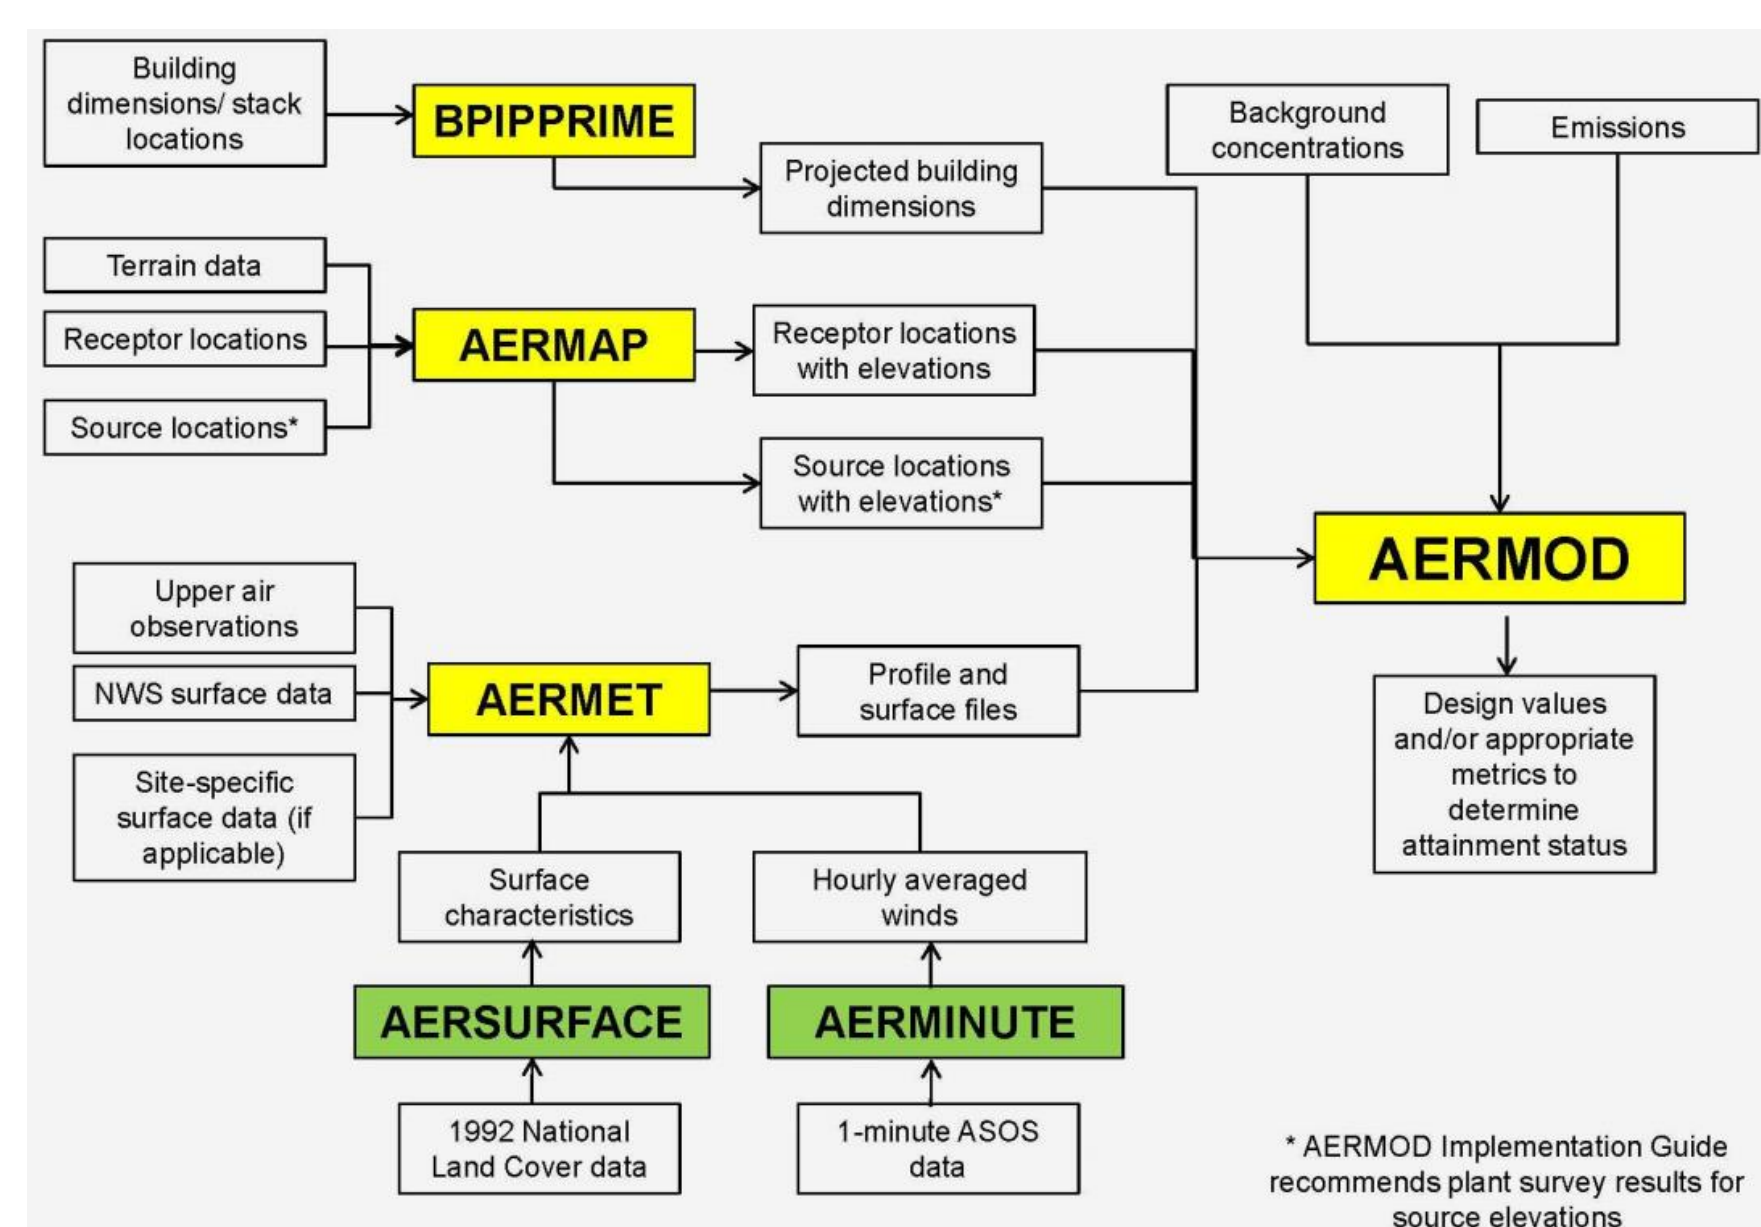 Building
dimensions/ stack
locations
BPIPPRIME
Projected building
dimensions
Background
concentrations
Emissions
Terrain data
Receptor locations
Source locations*
AERMAP
Receptor locations
with elevations
Source locations
with elevations*
AERMOD
Upper air
observations
NWS surface data
Site-specific
surface data (if
applicable)
AERMET
Profile and
surface files
Design values
and/or appropriate
metrics to
determine
attainment status
Surface
characteristics
Hourly averaged
winds
AERSURFACE
AERMINUTE
1992 National
Land Cover data
1-minute ASOS
data
* AERMOD Implementation Guide
recommends plant survey results for
source elevations